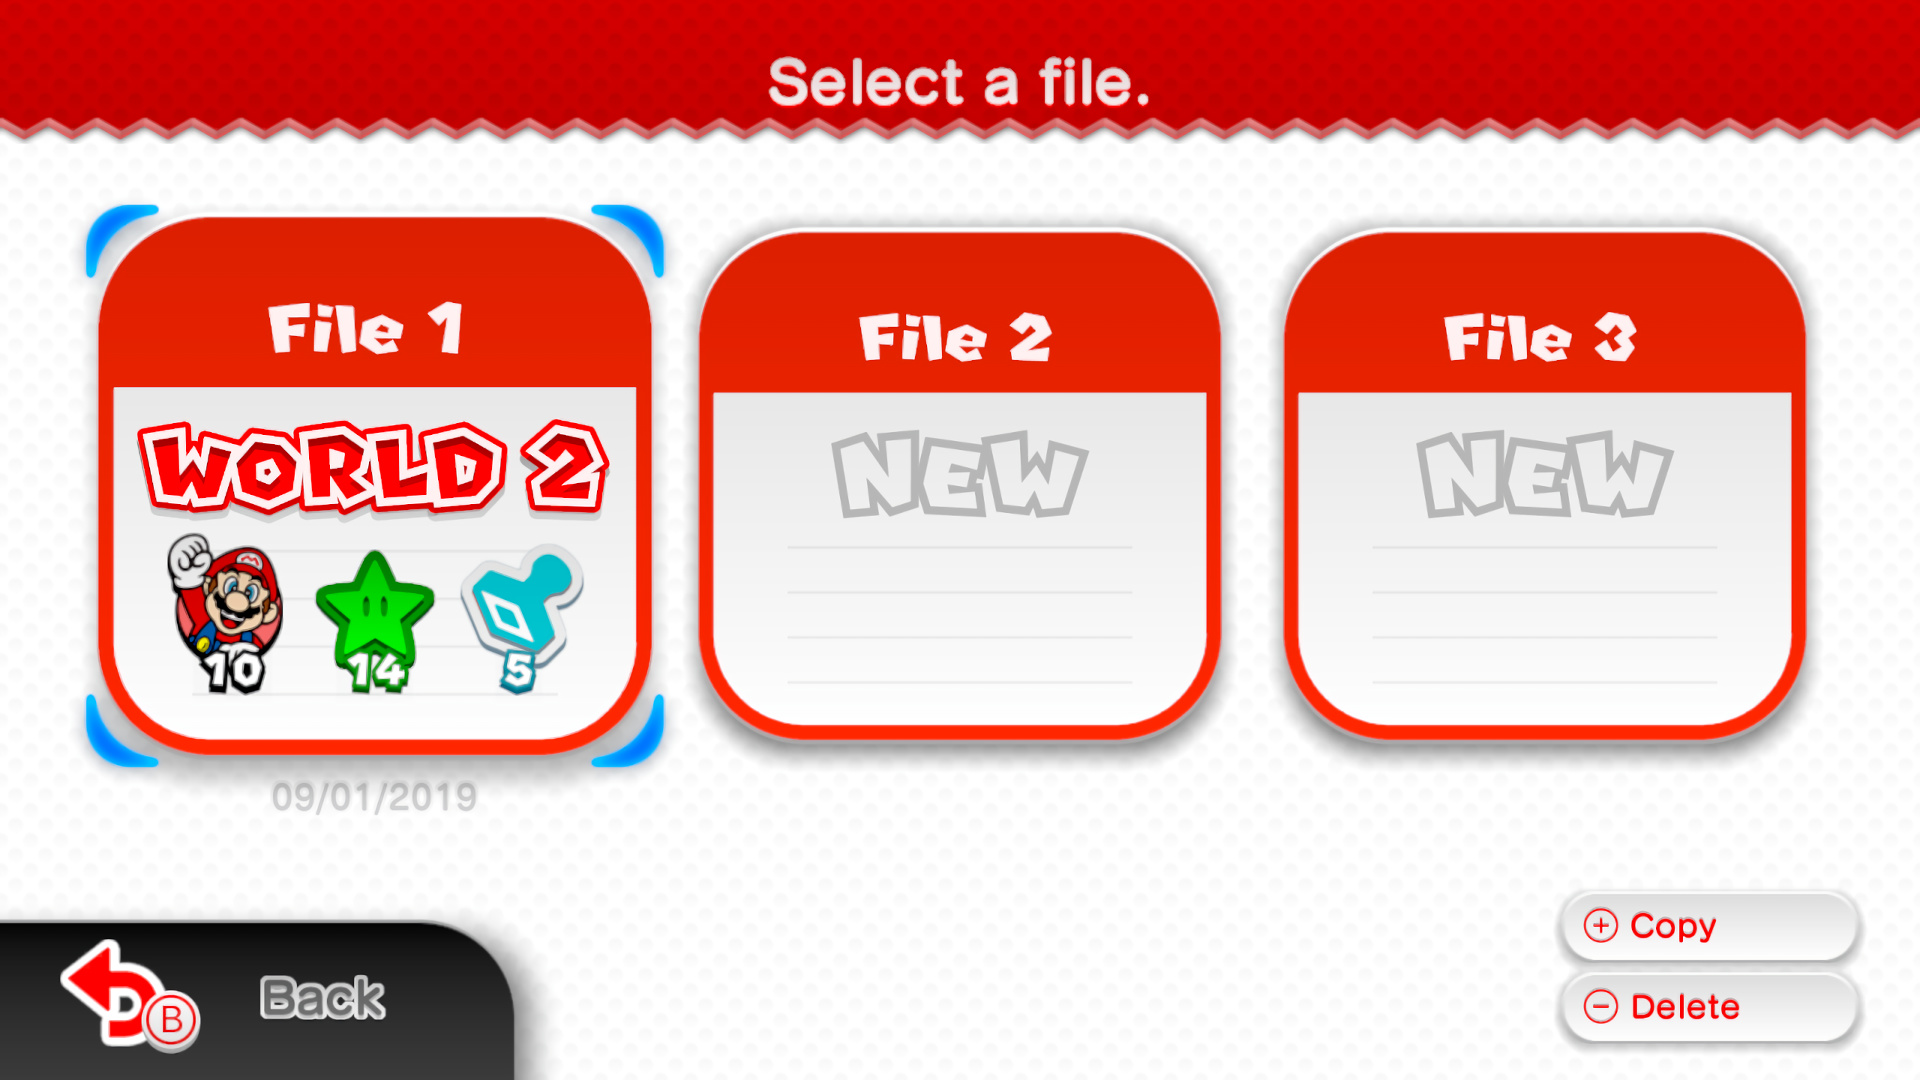 Select a file.
File 1
WORLD 2
10 14 5
09/01/2019
File 2
NEW
File 3
NEW
B Back
+ Copy
- Delete